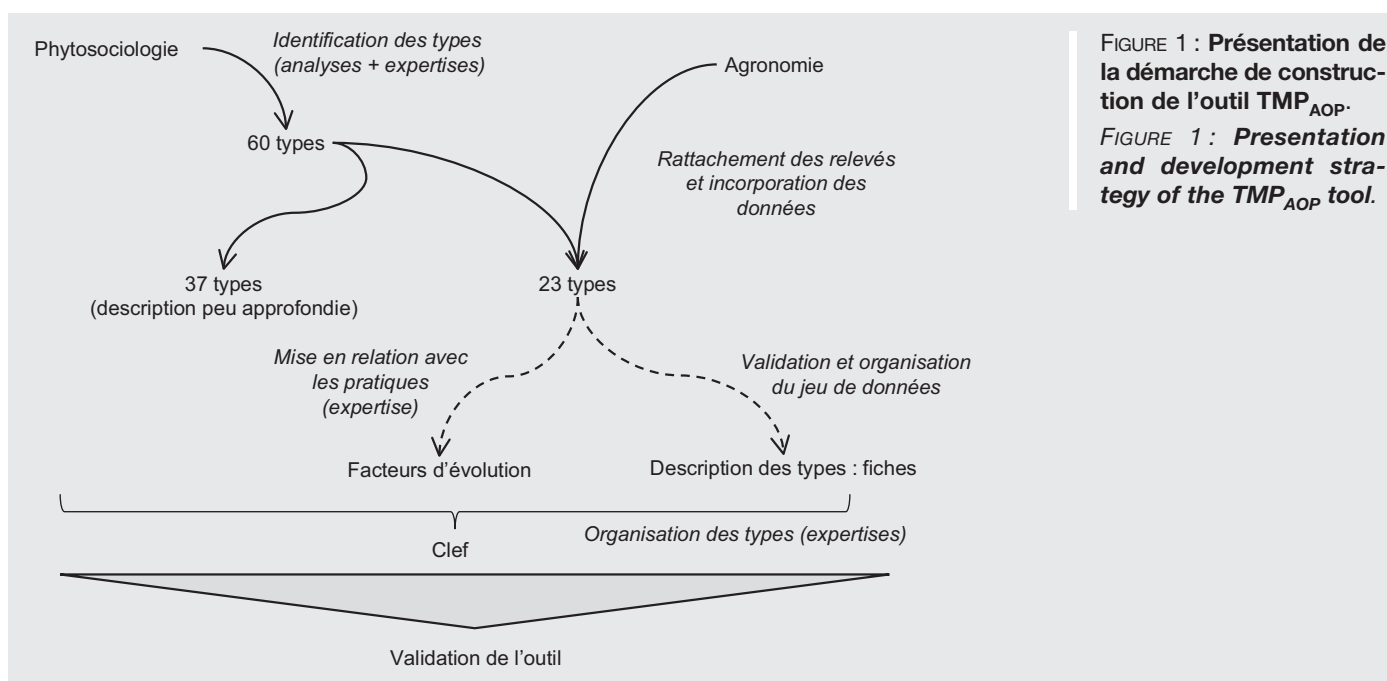 Phytosociologie
Identification des types
(analyses + expertises)
Agronomie
60 types
Rattachement des relevés
et incorporation des
données
37 types
(description peu approfondie)
23 types
Mise en relation avec
les pratiques
(expertise)
Validation et organisation
du jeu de données
Facteurs d'évolution
Description des types : fiches
Organisation des types (expertises)
Clef
Validation de l'outil
FIGURE 1 : Présentation de
la démarche de construc-
tion de l'outil TMPAOP.
FIGURE 1 : Presentation
and development stra-
tegy of the TMPAOP tool.